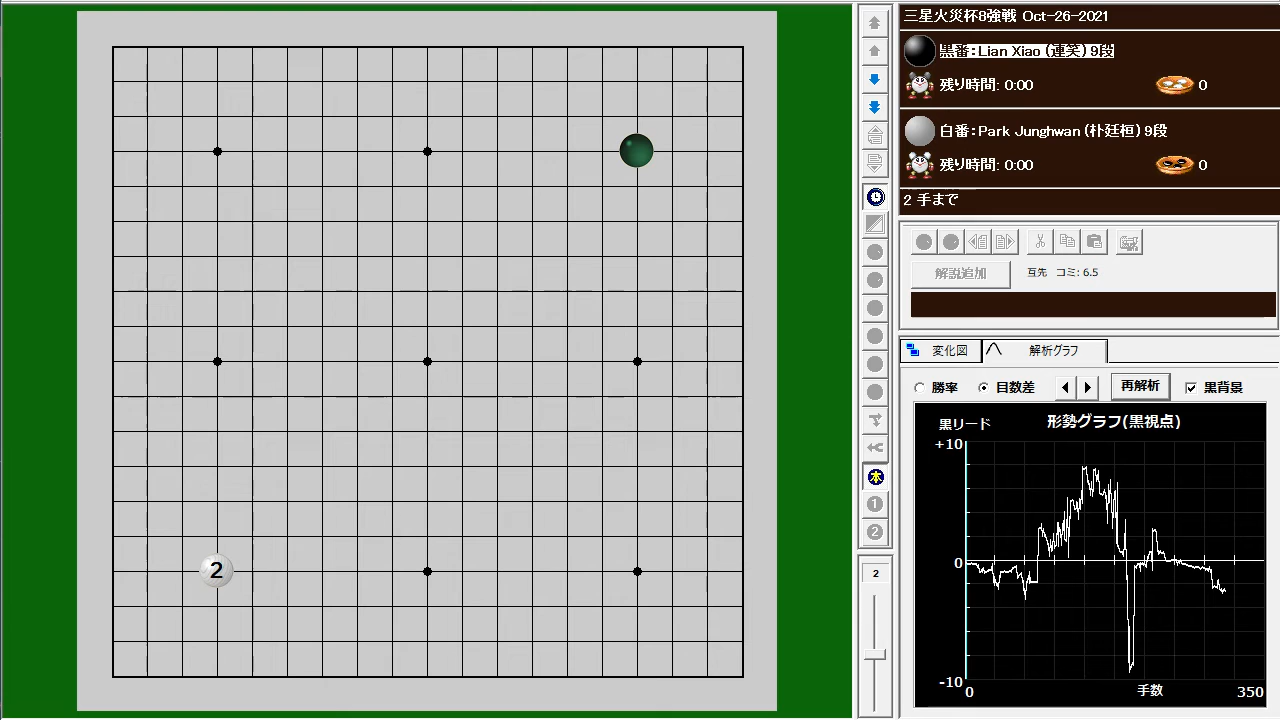 三星火災杯8強戦 Oct-26-2021
黒番：Lian Xiao (連笑) 9段
残り時間: 0:00
0
白番：Park Junghwan (朴廷桓) 9段
残り時間: 0:00
0
2 手まで
解説追加
互先 コミ: 6.5
変化図
解析グラフ
勝率
目数差
再解析
黒背景
黒リード
形勢グラフ(黒視点)
+10
0
-10
0
手数
350
2
本
1
2
2